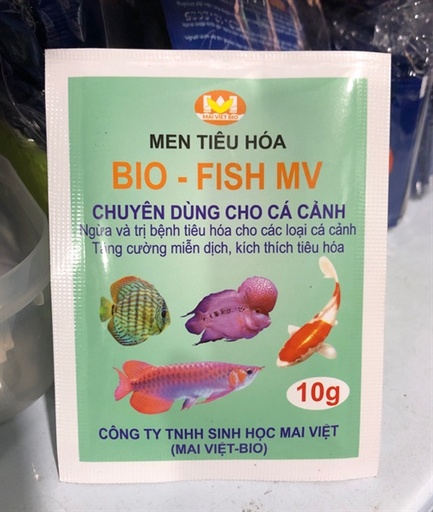 MAI VIET BIO
MEN TIÊU HÓA
BIO - FISH MV
CHUYÊN DÙNG CHO CÁ CẢNH
Ngừa và trị bệnh tiêu hóa cho các loại cá cảnh
Tăng cường miễn dịch, kích thích tiêu hóa
10g
CÔNG TY TNHH SINH HỌC MAI VIỆT
(MAI VIỆT-BIO)